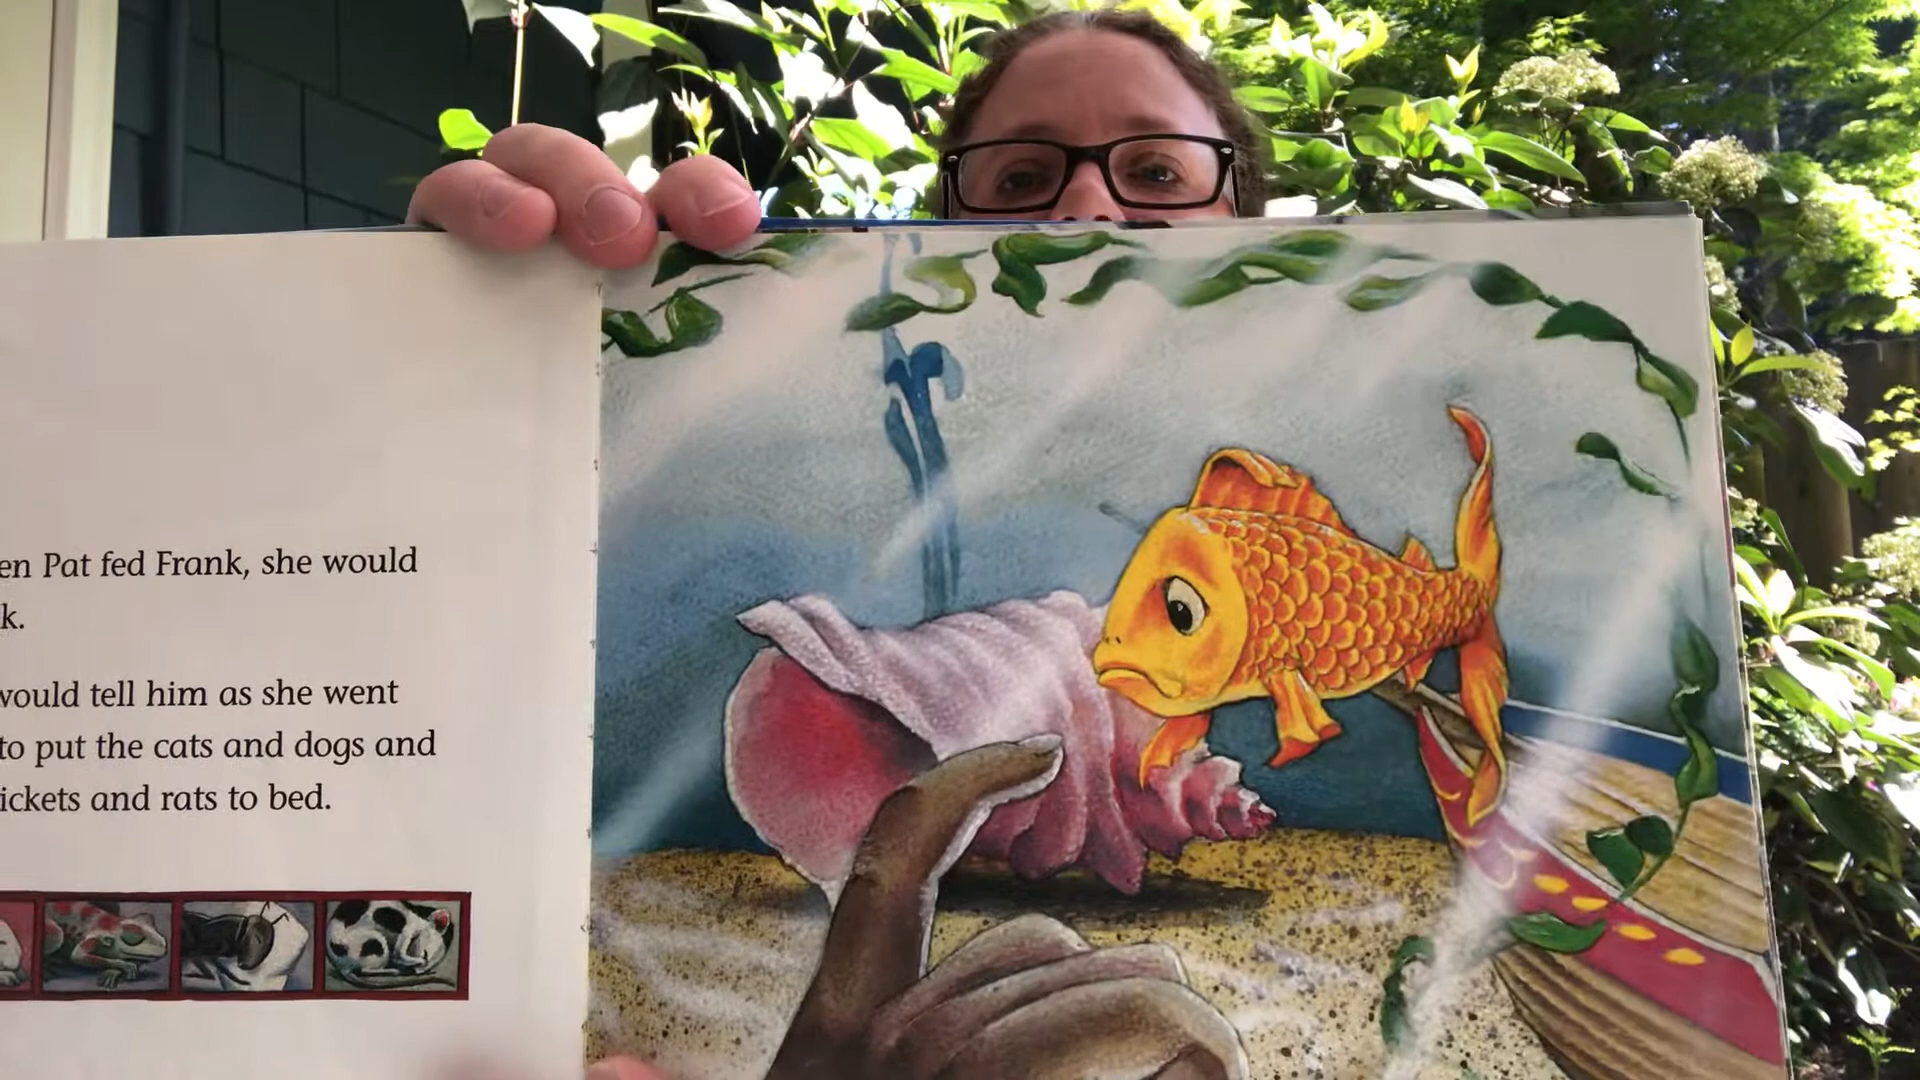 en Pat fed Frank, she would
k.
would tell him as she went
to put the cats and dogs and
ickets and rats to bed.